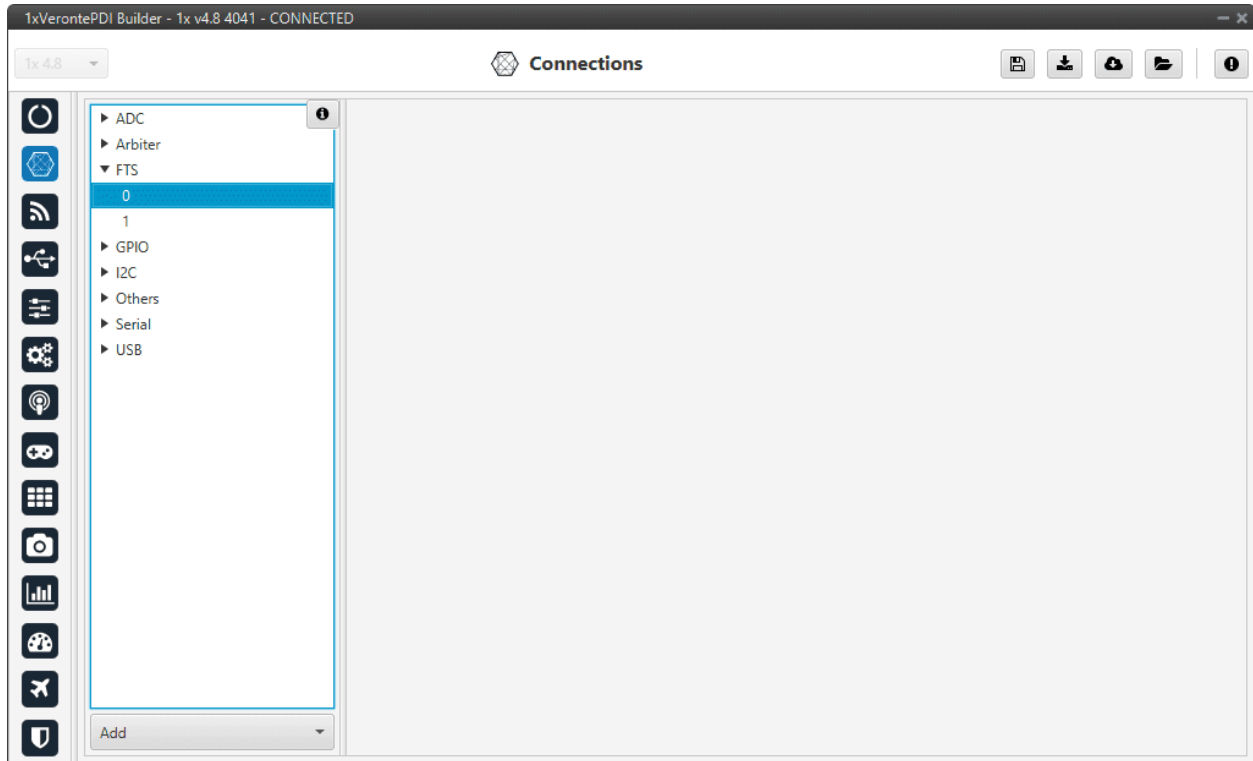 1xVerontePDI Builder - 1x v4.8 4041 - CONNECTED
1x 4.8
Connections
ADC
Arbiter
FTS
0
1
GPIO
I2C
Others
Serial
USB
Add